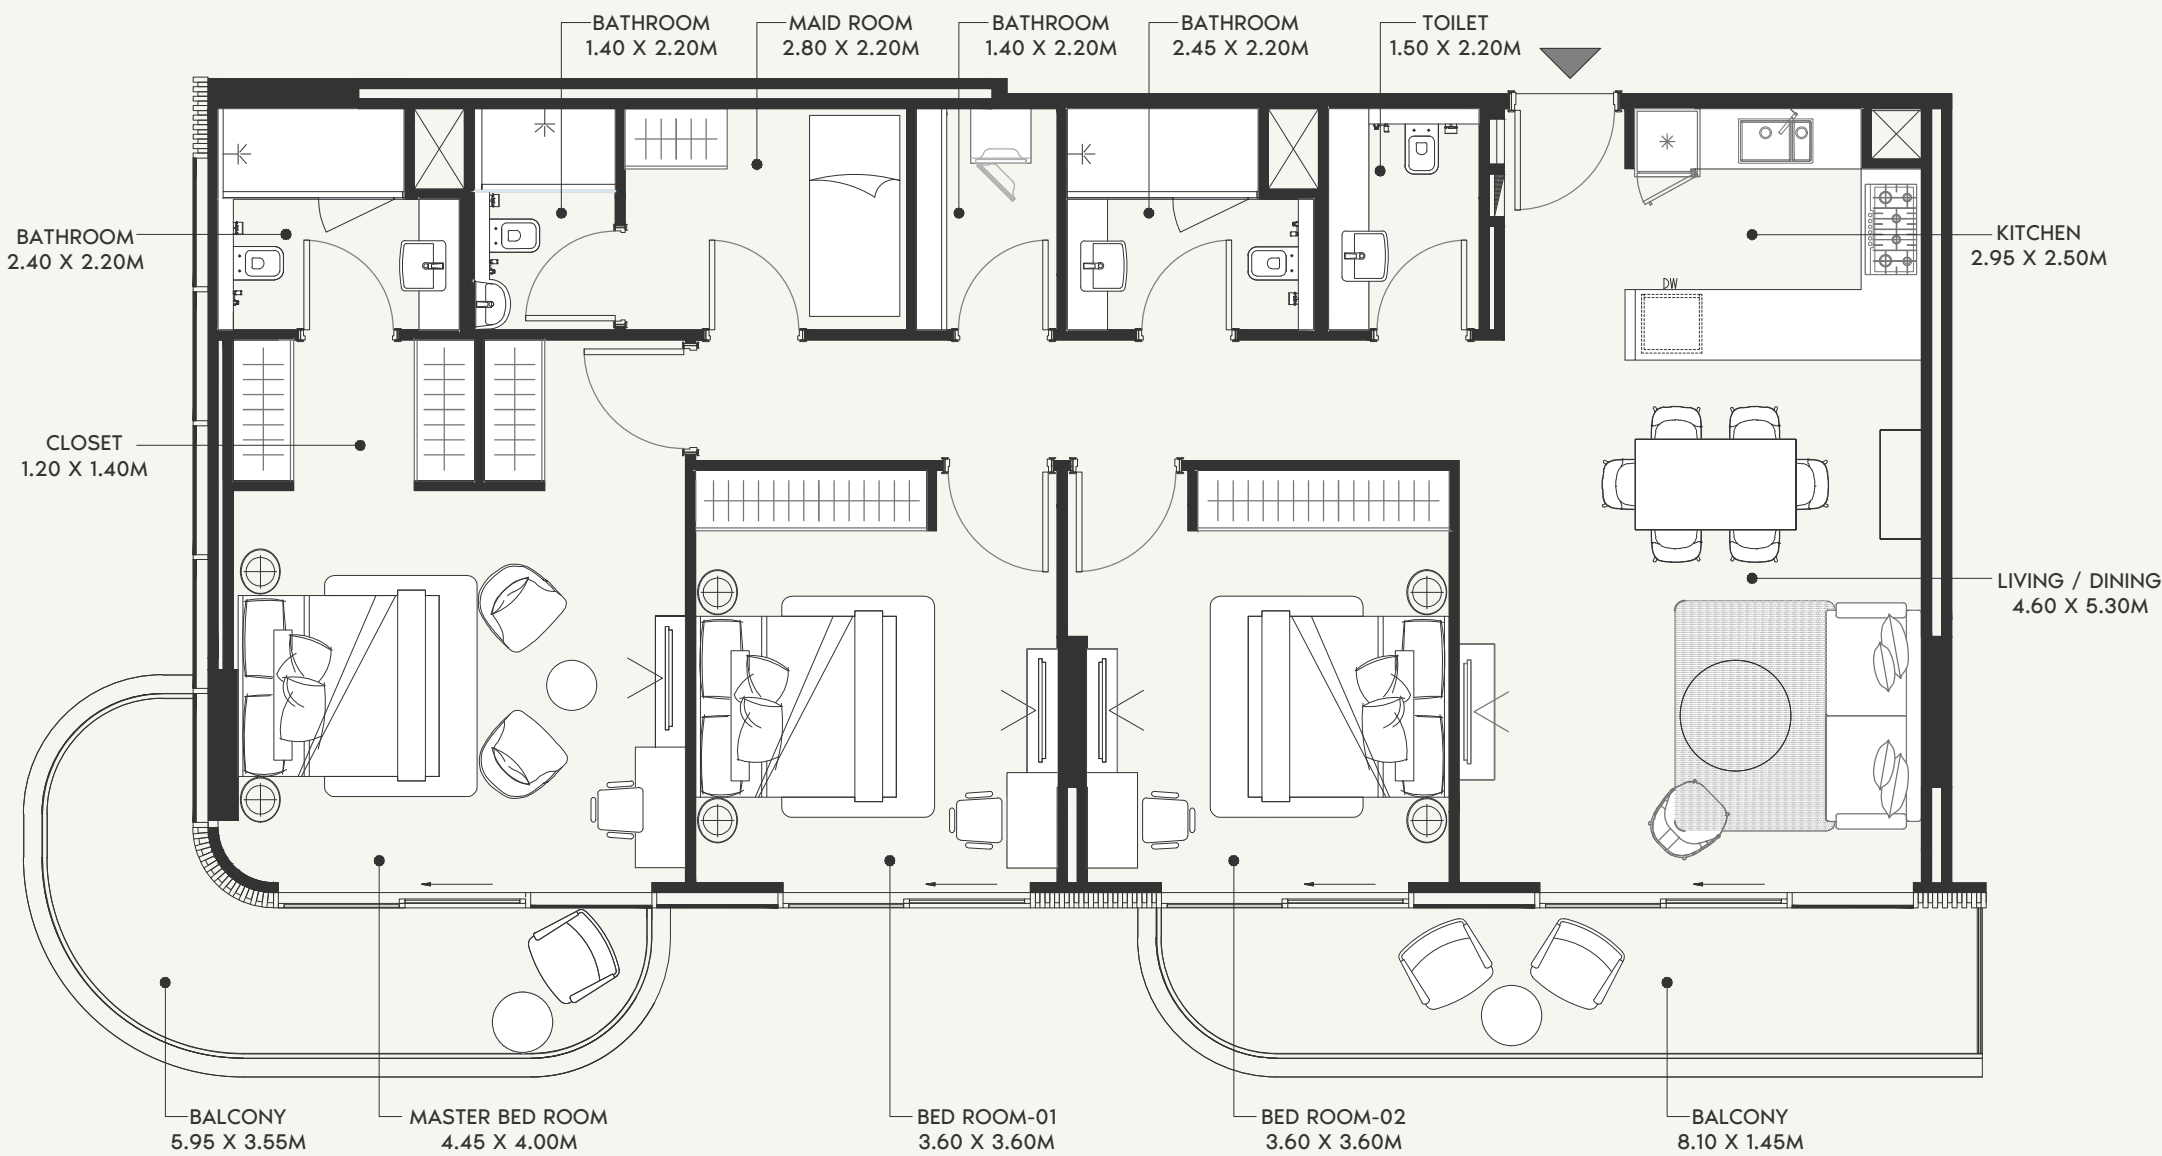 BATHROOM
1.40 X 2.20M
MAID ROOM
2.80 X 2.20M
BATHROOM
1.40 X 2.20M
BATHROOM
2.45 X 2.20M
TOILET
1.50 X 2.20M
BATHROOM
2.40 X 2.20M
KITCHEN
2.95 X 2.50M
DW
CLOSET
1.20 X 1.40M
LIVING / DINING
4.60 X 5.30M
BALCONY
5.95 X 3.55M
MASTER BED ROOM
4.45 X 4.00M
BED ROOM-01
3.60 X 3.60M
BED ROOM-02
3.60 X 3.60M
BALCONY
8.10 X 1.45M